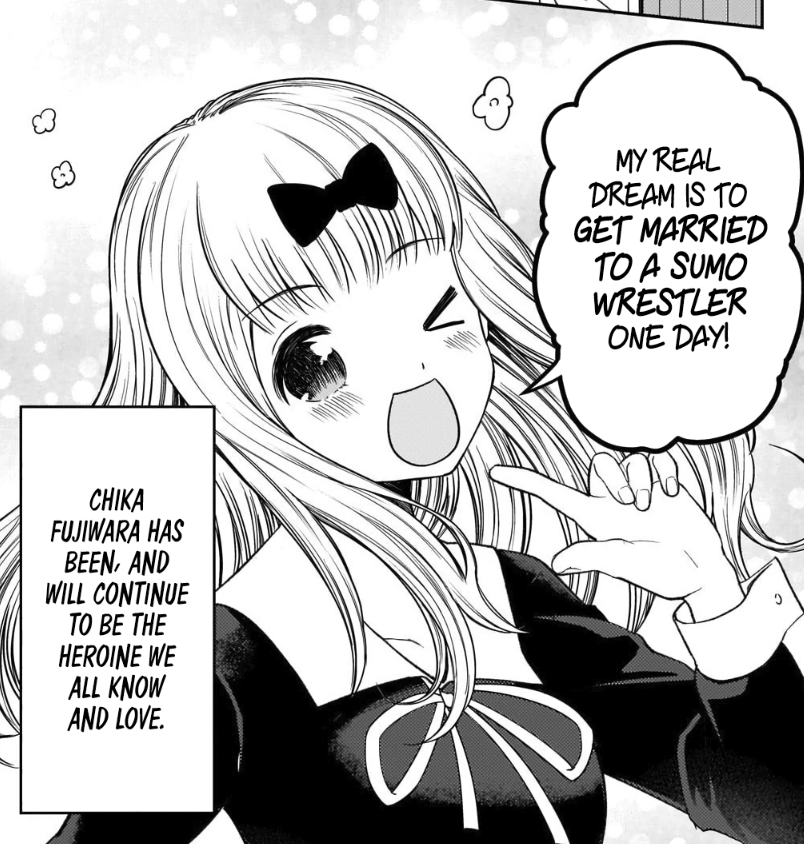 MY REAL
DREAM IS TO
GET MARRIED
TO A SUMO
WRESTLER
ONE DAY!
CHIKA
FUJIWARA HAS
BEEN, AND
WILL CONTINUE
TO BE THE
HEROINE WE
ALL KNOW
AND LOVE.